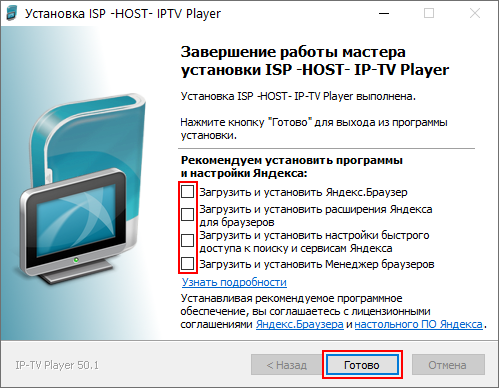 Установка ISP -HOST- IPTV Player
Завершение работы мастера
установки ISP -HOST- IP-TV Player
Установка ISP -HOST- IP-TV Player выполнена.
Нажмите кнопку "Готово" для выхода из программы
установки.
Рекомендуем установить программы
и настройки Яндекса:
Загрузить и установить Яндекс.Браузер
Загрузить и установить расширения Яндекса
для браузеров
Загрузить и установить настройки быстрого
доступа к поиску и сервисам Яндекса
Загрузить и установить Менеджер браузеров
Узнать подробности
Устанавливая рекомендуемое программное
обеспечение, вы соглашаетесь с лицензионными
соглашениями Яндекс.Браузера и настольного ПО Яндекса.
IP-TV Player 50.1
< Назад
Готово
Отмена